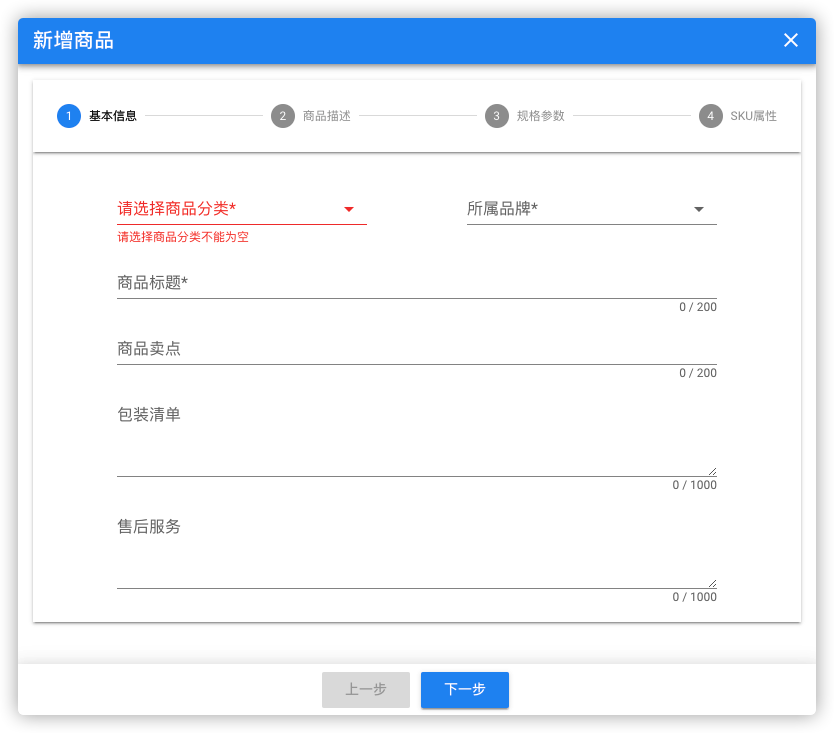 新增商品
1 基本信息 2 商品描述 3 规格参数 4 SKU属性
请选择商品分类* 所属品牌*
请选择商品分类不能为空
商品标题*
0 / 200
商品卖点
0 / 200
包装清单
0 / 1000
售后服务
0 / 1000
上一步 下一步